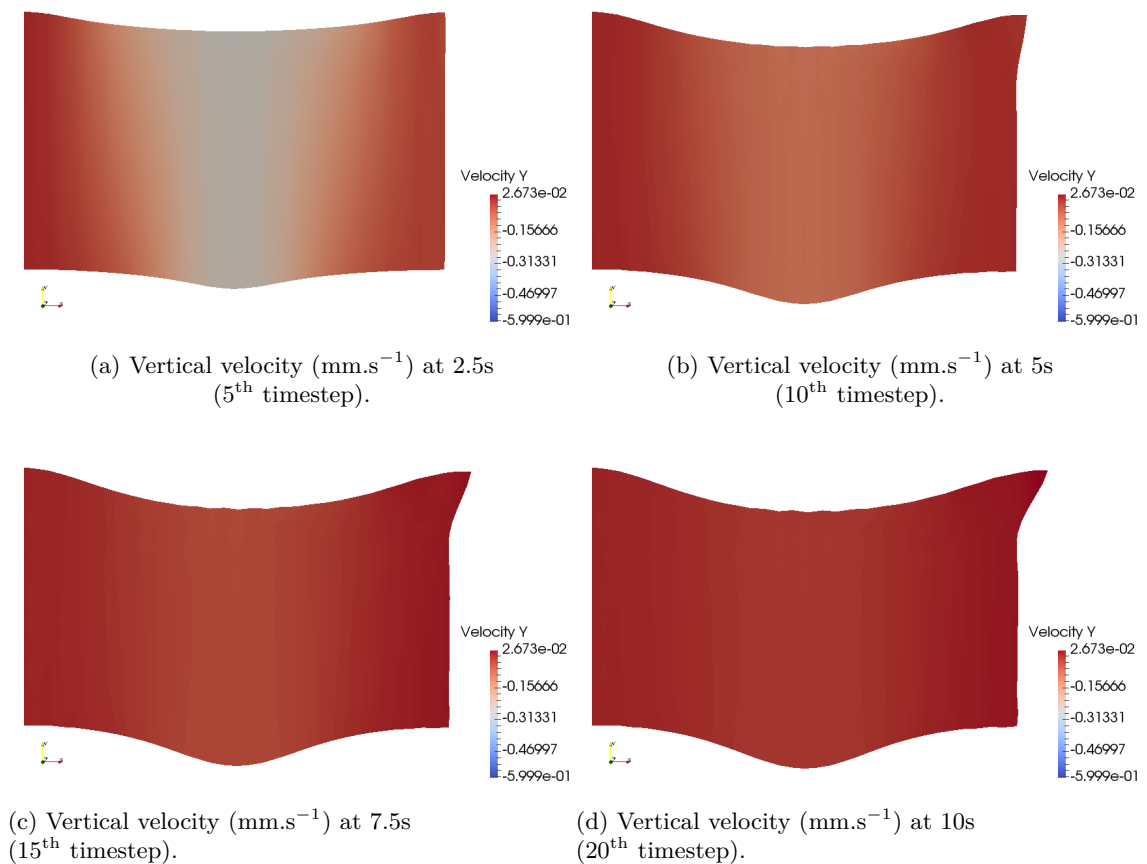 Velocity Y
2.673e-02
-0.15666
-0.31331
-0.46997
-5.999e-01
(a) Vertical velocity (mm.s⁻¹) at 2.5s
(5ᵗʰ timestep).
Velocity Y
2.673e-02
-0.15666
-0.31331
-0.46997
-5.999e-01
(b) Vertical velocity (mm.s⁻¹) at 5s
(10ᵗʰ timestep).
Velocity Y
2.673e-02
-0.15666
-0.31331
-0.46997
-5.999e-01
(c) Vertical velocity (mm.s⁻¹) at 7.5s
(15ᵗʰ timestep).
Velocity Y
2.673e-02
-0.15666
-0.31331
-0.46997
-5.999e-01
(d) Vertical velocity (mm.s⁻¹) at 10s
(20ᵗʰ timestep).